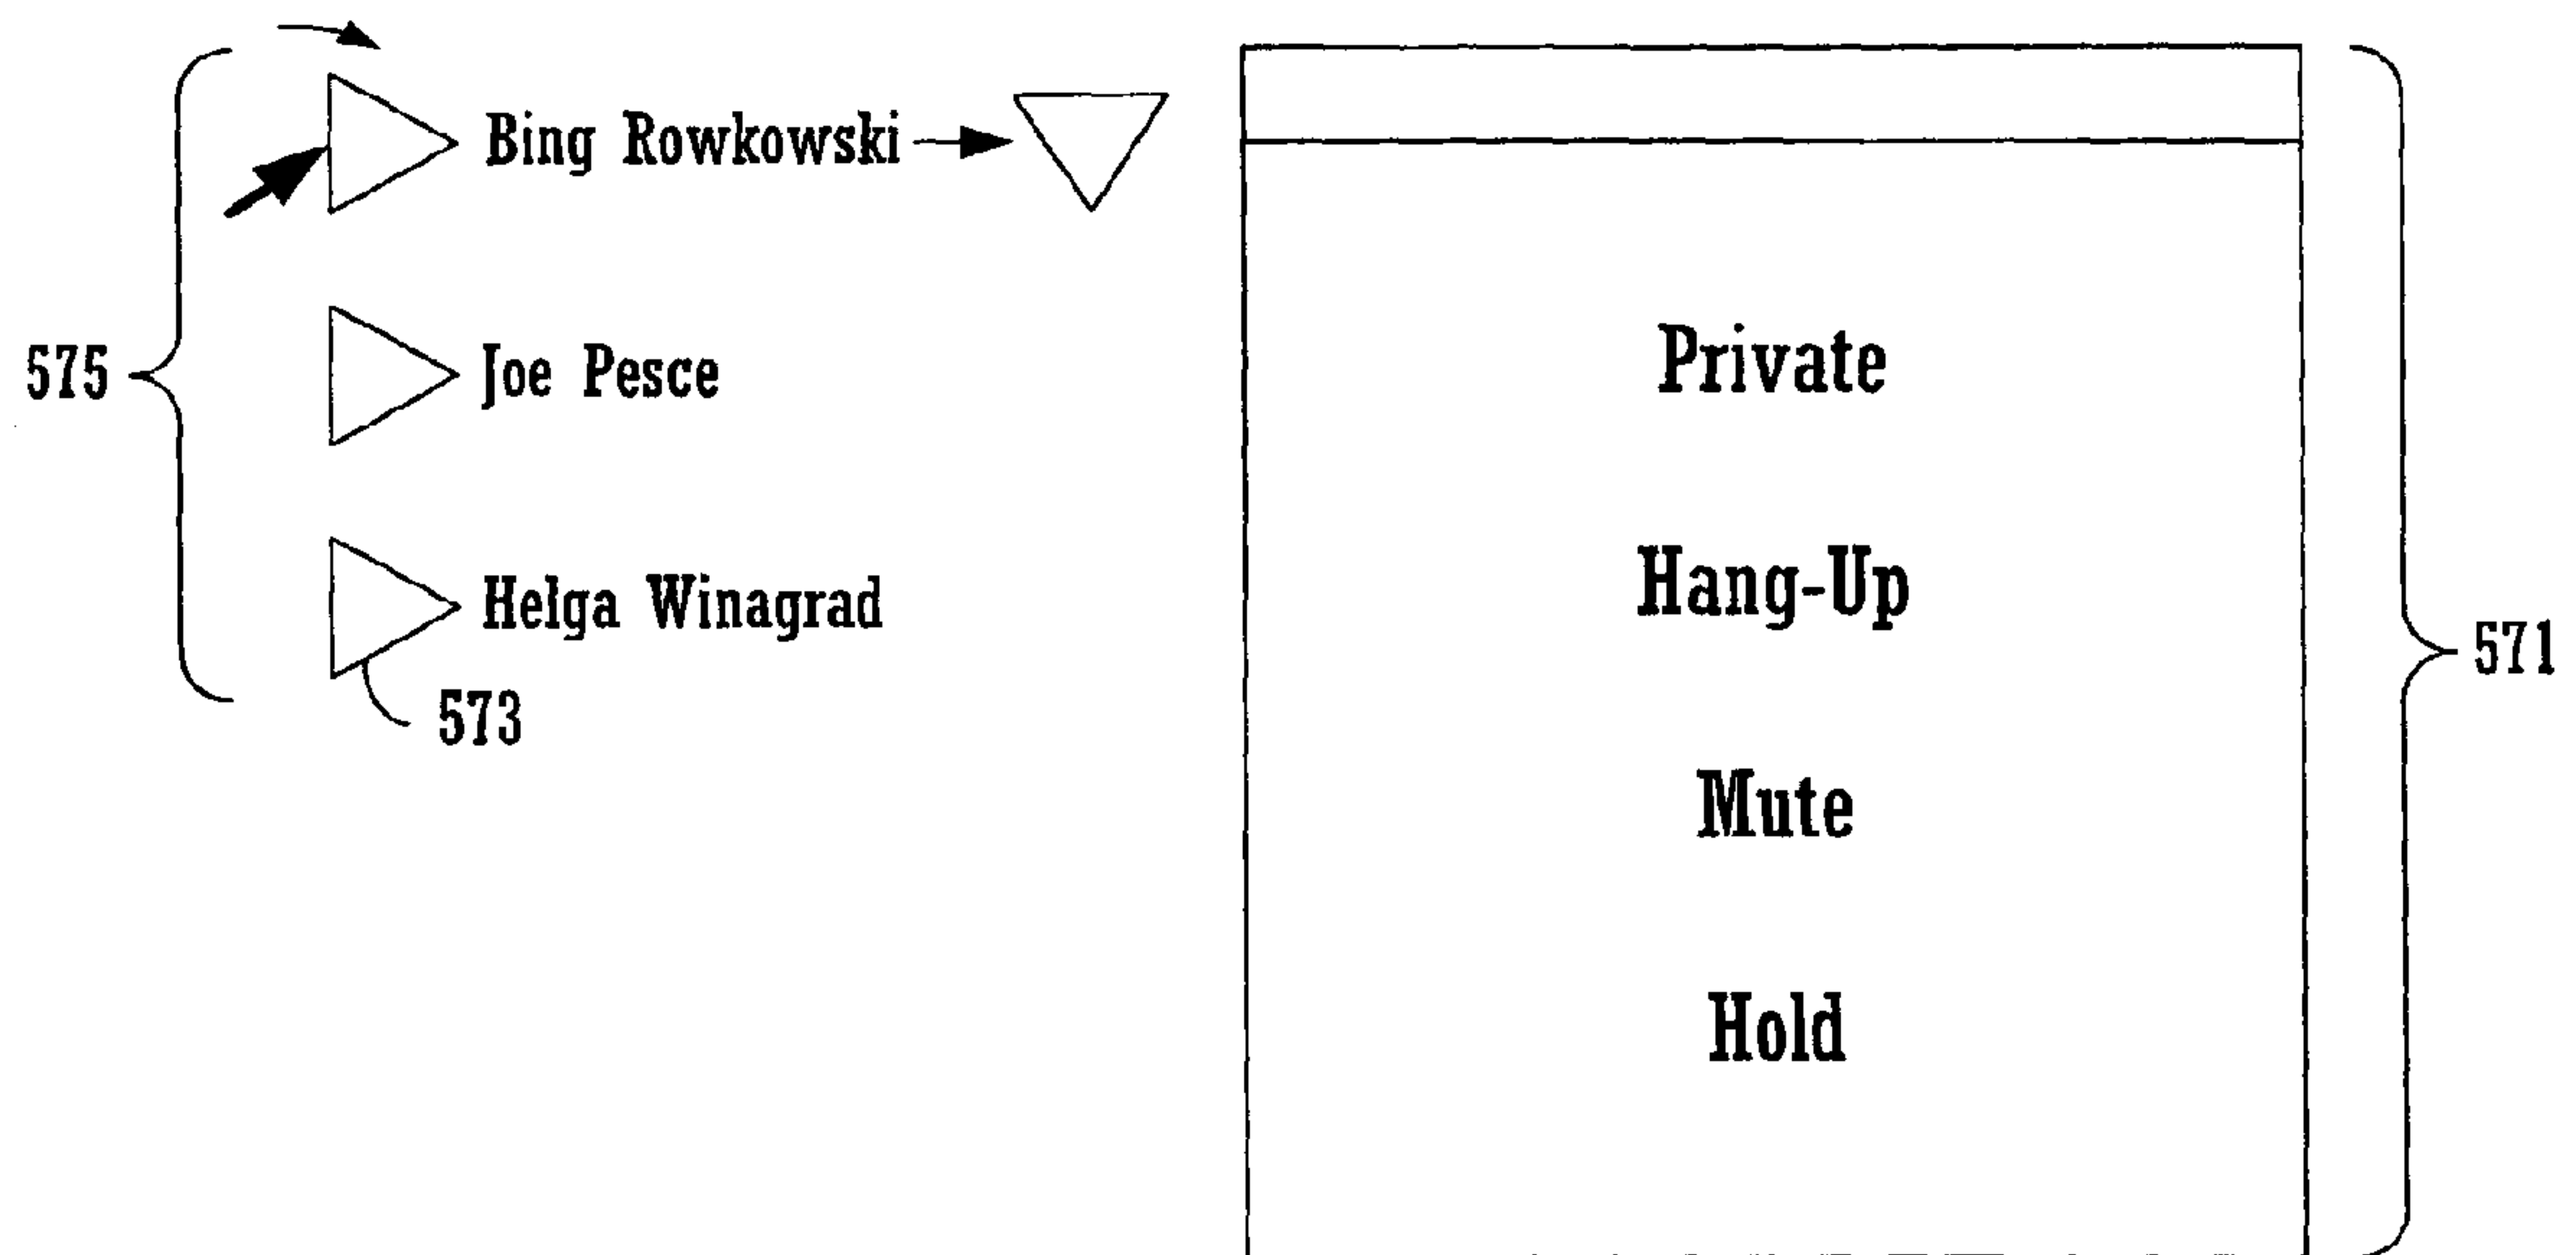 Bing Rowkowski
575
Joe Pesce
Helga Winagrad
573
Private
Hang-Up
Mute
Hold
571